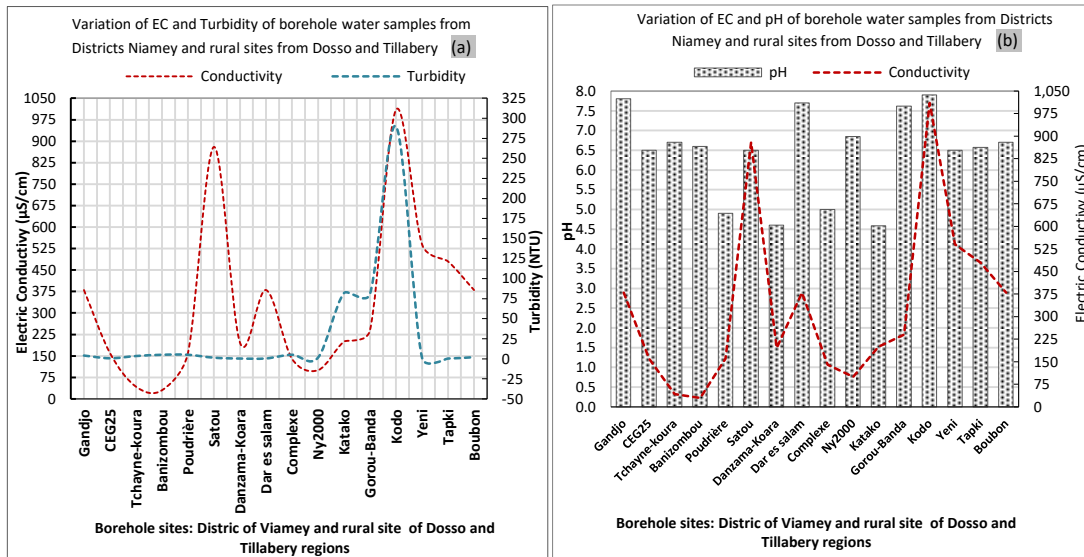 Variation of EC and Turbidity of borehole water samples from
Districts Niamey and rural sites from Dosso and Tillabery (a)
Conductivity
Turbidity
Electric Conductivy (µS/cm)
1050
975
900
825
750
675
600
525
450
375
300
225
150
75
0
325
300
275
250
225
200
175
150
125
100
75
50
25
0
-25
-50
Turbidity (NTU)
Gandjo
CEG25
Tchayne-koura
Banizombou
Poudrière
Satou
Danzama-Koara
Dar es salam
Complexe
Ny2000
Katako
Gorou-Banda
Kodo
Yeni
Tapki
Boubon
Borehole sites: Distric of Viamey and rural site of Dosso and
Tillabery regions
Variation of EC and pH of borehole water samples from Districts
Niamey and rural sites from Dosso and Tillabery (b)
pH
Conductivity
pH
8.0
7.5
7.0
6.5
6.0
5.5
5.0
4.5
4.0
3.5
3.0
2.5
2.0
1.5
1.0
0.5
0.0
1,050
975
900
825
750
675
600
525
450
375
300
225
150
75
0
Electric Conductivy (µS/cm)
Gandjo
CEG25
Tchayne-koura
Banizombou
Poudrière
Satou
Danzama-Koara
Dar es salam
Complexe
Ny2000
Katako
Gorou-Banda
Kodo
Yeni
Tapki
Boubon
Borehole sites: Distric of Viamey and rural site of Dosso and
Tillabery regions